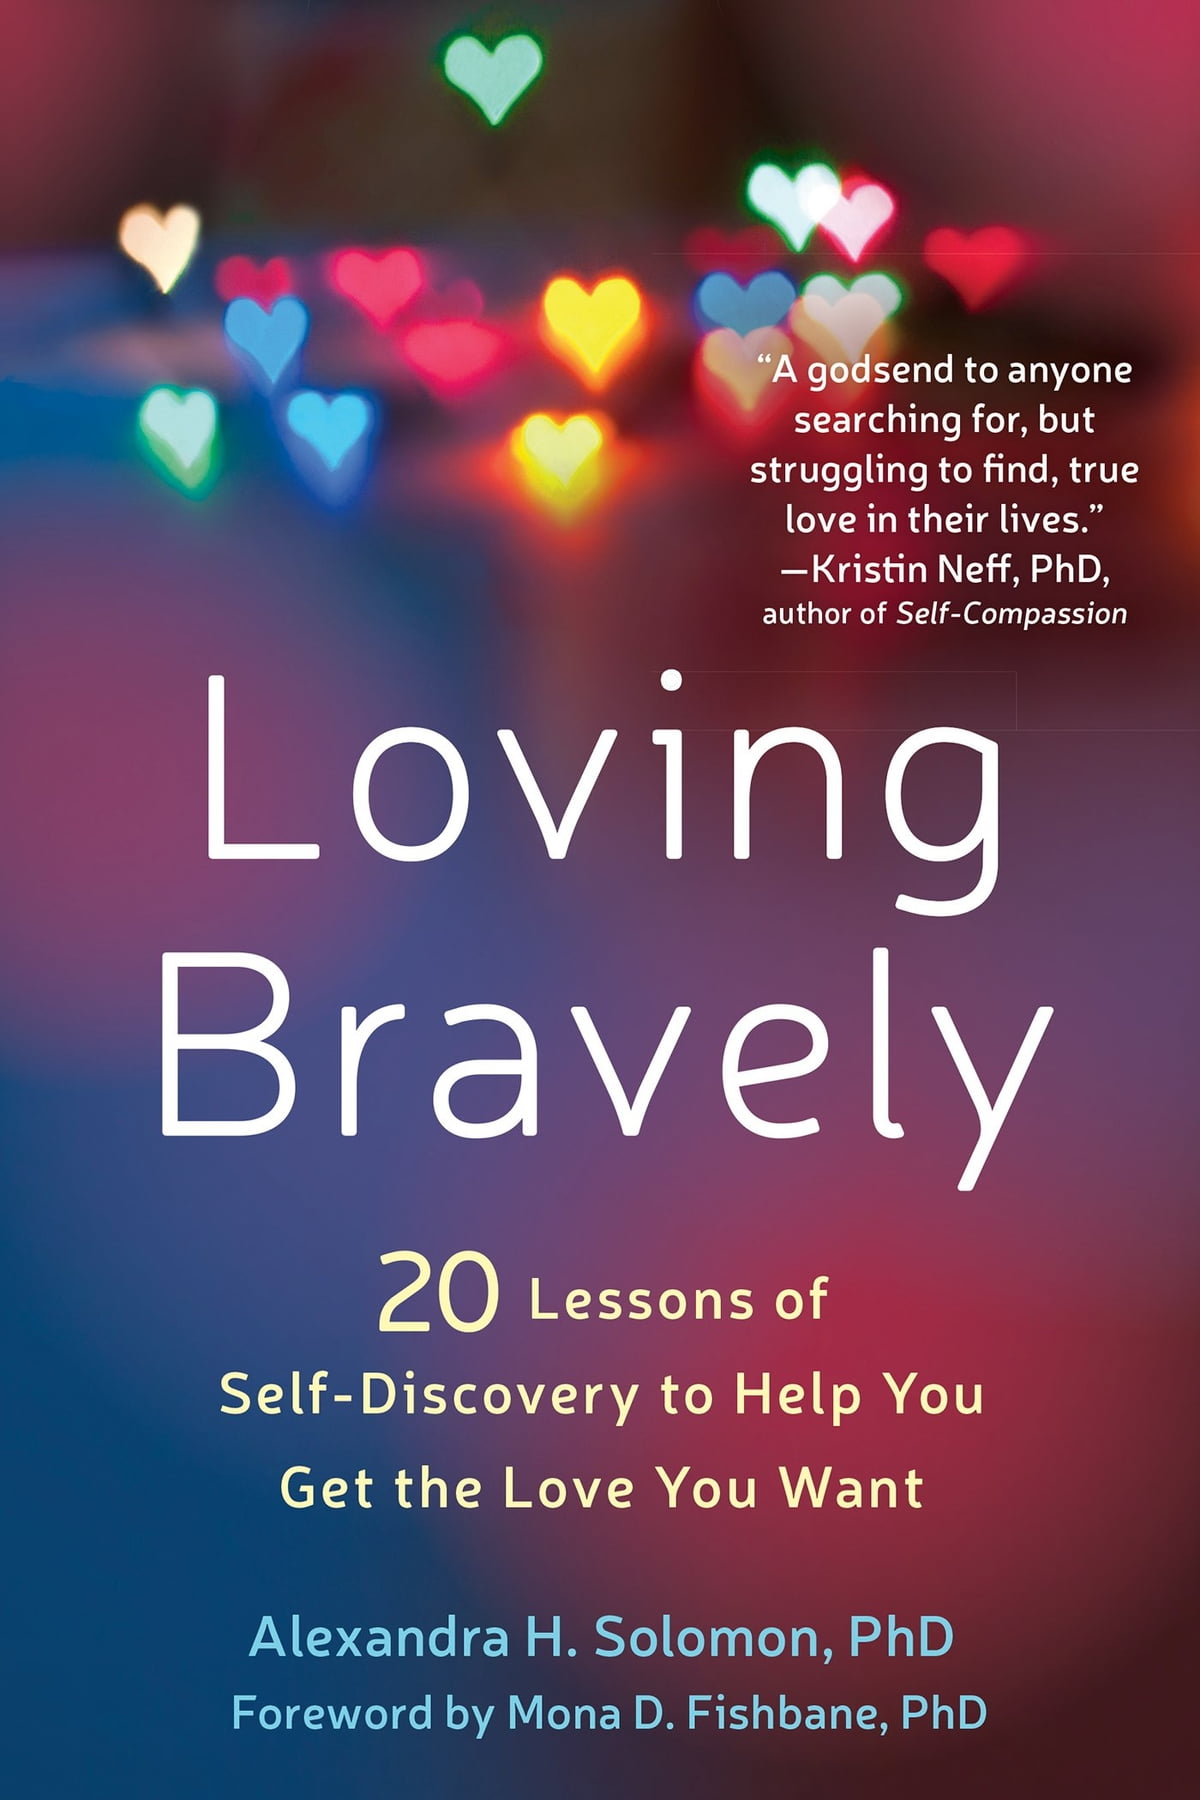 “A godsend to anyone
searching for, but
struggling to find, true
love in their lives.”
—Kristin Neff, PhD,
author of Self-Compassion
Loving
Bravely
20 Lessons of
Self-Discovery to Help You
Get the Love You Want
Alexandra H. Solomon, PhD
Foreword by Mona D. Fishbane, PhD